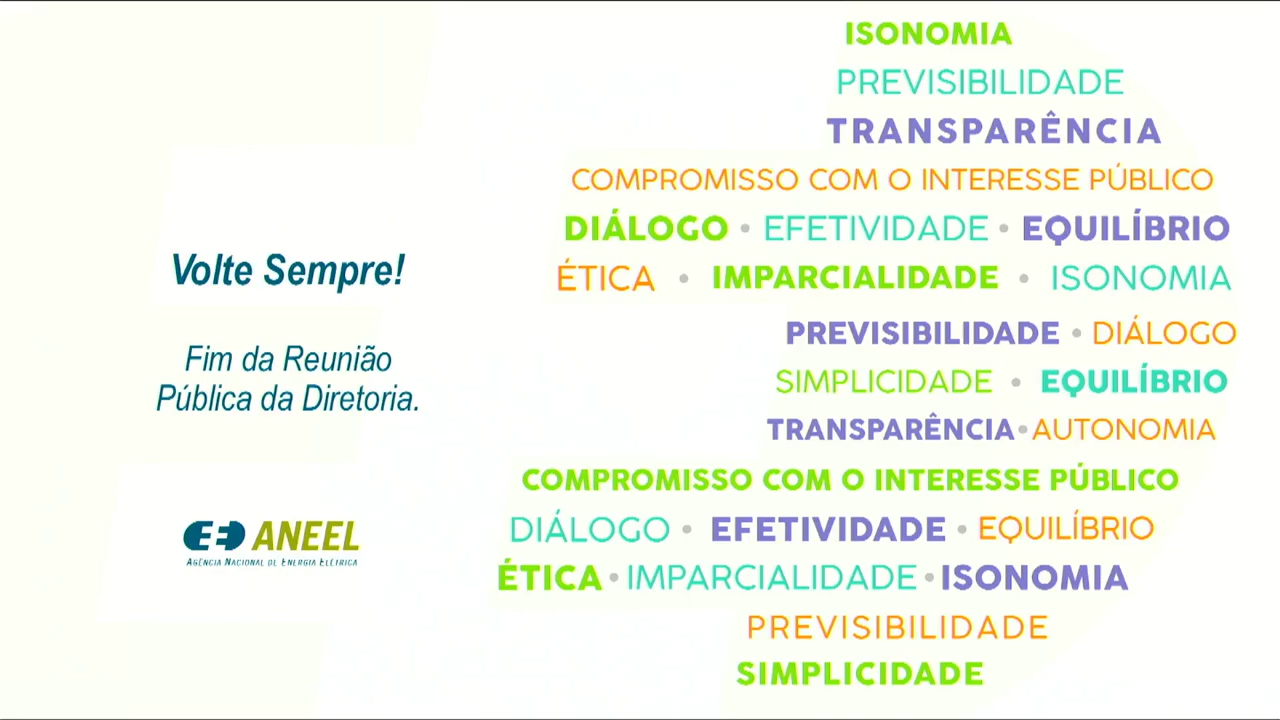 Volte Sempre!
Fim da Reunião
Pública da Diretoria.
ANEEL
AGÊNCIA NACIONAL DE ENERGIA ELÉTRICA
ISONOMIA
PREVISIBILIDADE
TRANSPARÊNCIA
COMPROMISSO COM O INTERESSE PÚBLICO
DIÁLOGO • EFETIVIDADE • EQUILÍBRIO
ÉTICA • IMPARCIALIDADE • ISONOMIA
PREVISIBILIDADE • DIÁLOGO
SIMPLICIDADE • EQUILÍBRIO
TRANSPARÊNCIA • AUTONOMIA
COMPROMISSO COM O INTERESSE PÚBLICO
DIÁLOGO • EFETIVIDADE • EQUILÍBRIO
ÉTICA • IMPARCIALIDADE • ISONOMIA
PREVISIBILIDADE
SIMPLICIDADE